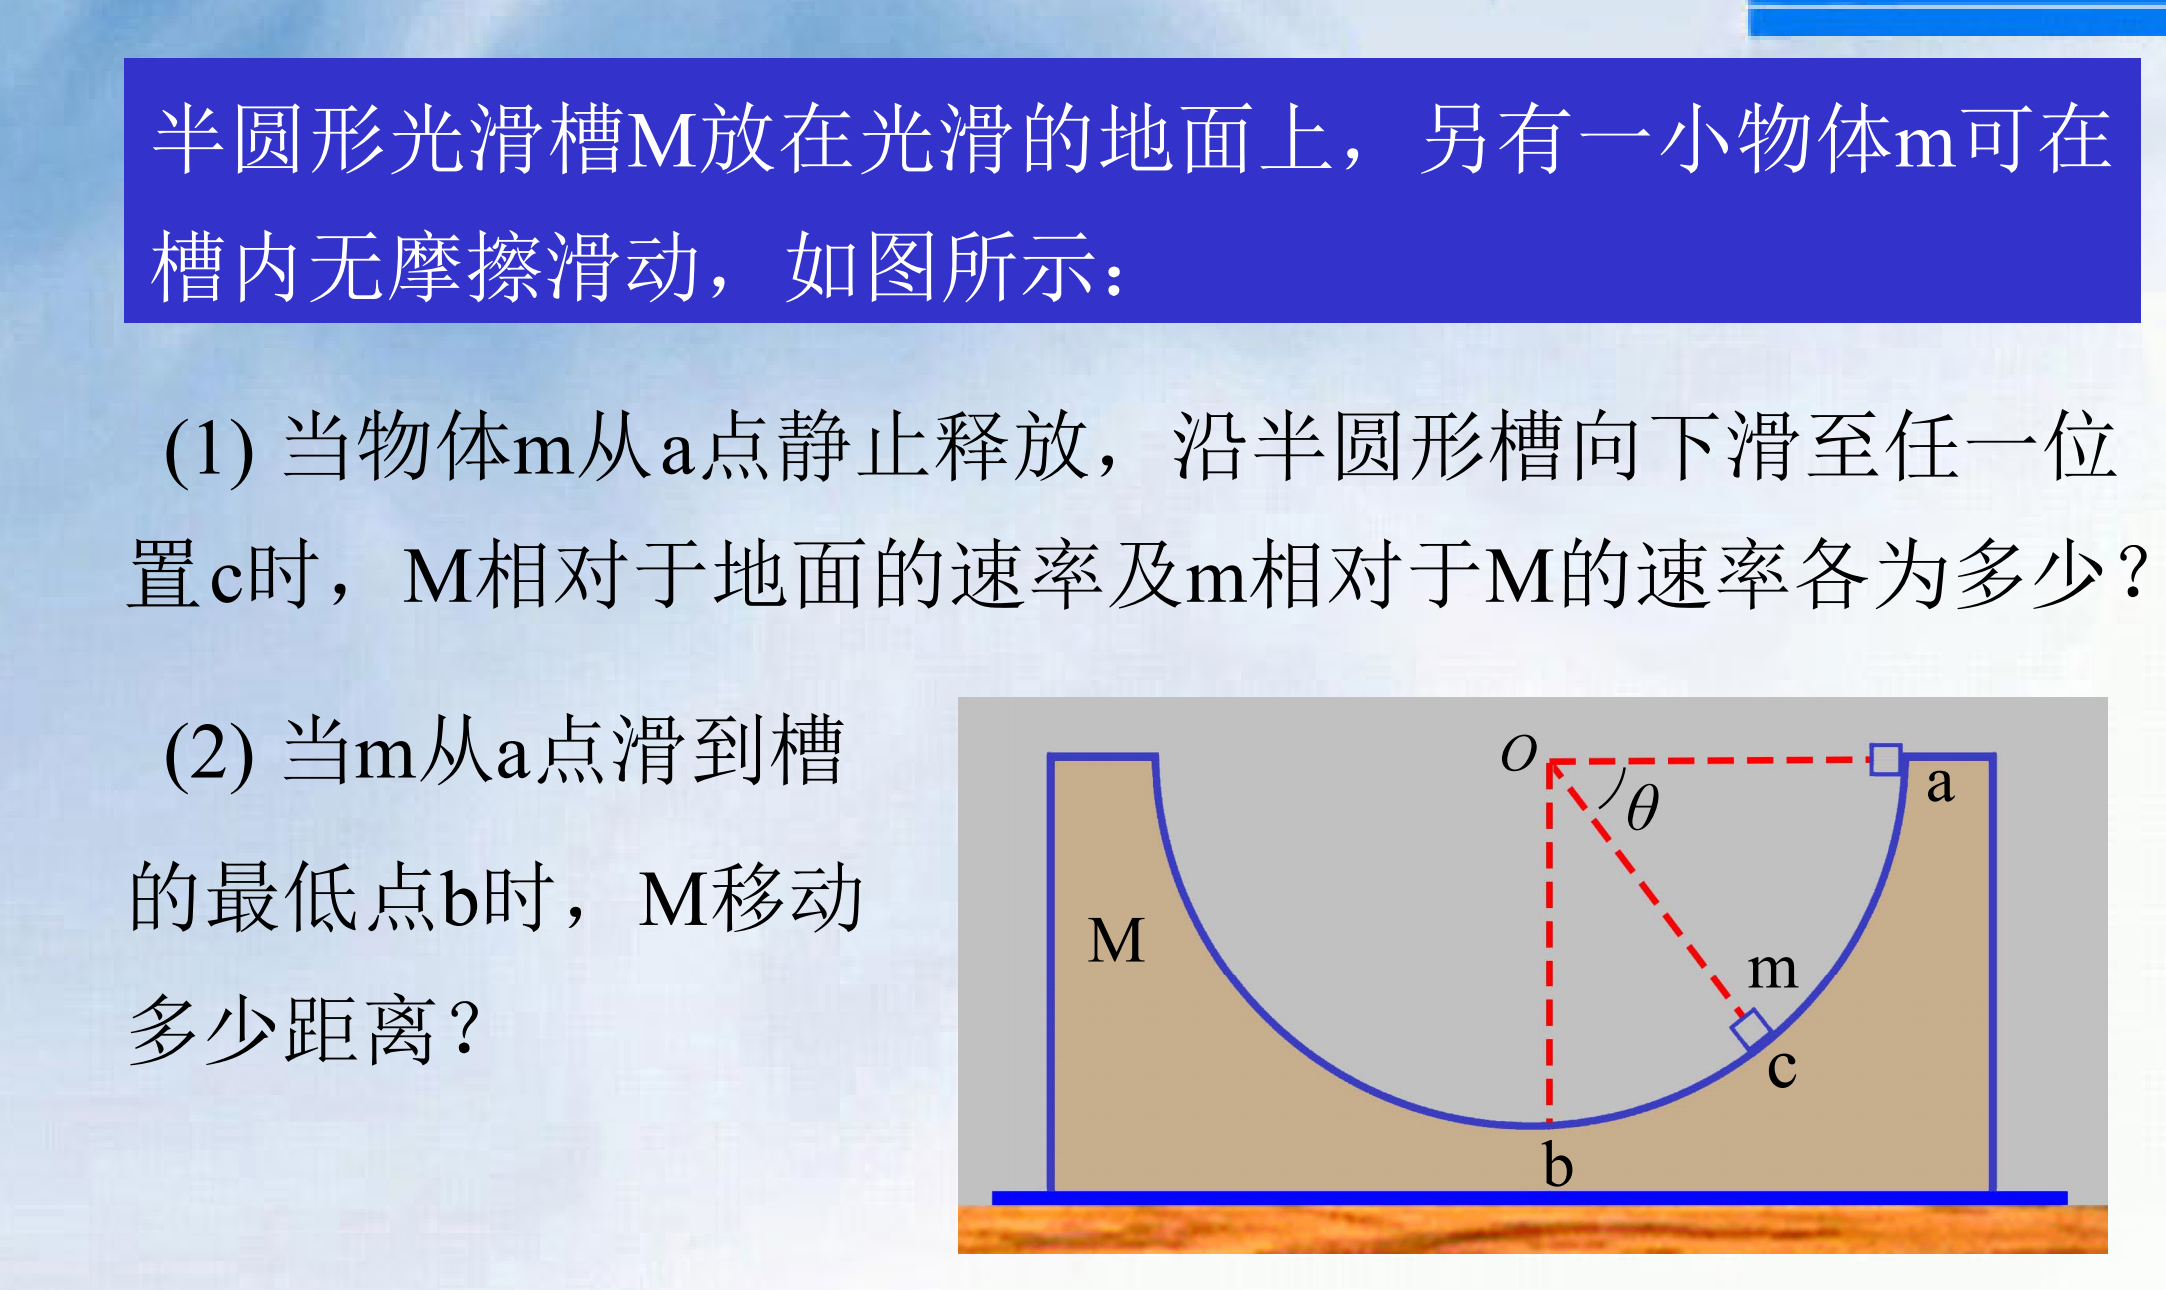 半圆形光滑槽M放在光滑的地面上，另有一小物体m可在
槽内无摩擦滑动，如图所示：
(1) 当物体m从a点静止释放，沿半圆形槽向下滑至任一位
置c时，M相对于地面的速率及m相对于M的速率各为多少？
(2) 当m从a点滑到槽
的最低点b时，M移动
多少距离？
O
a
θ
M
m
c
b